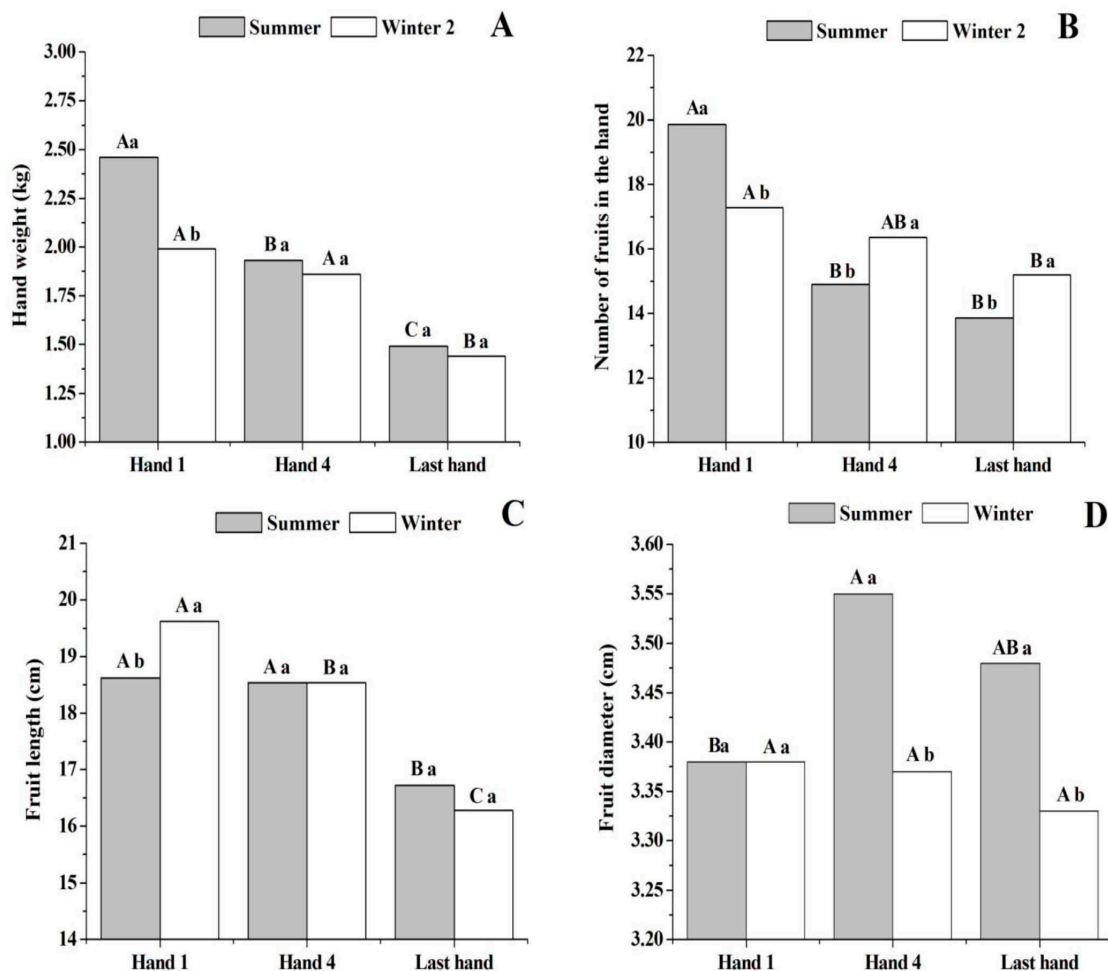 Summer Winter 2 A
3.00
2.75
2.50
2.25
2.00
1.75
1.50
1.25
1.00
Hand weight (kg)
Aa
A b
B a
A a
C a
B a
Hand 1 Hand 4 Last hand
Summer Winter 2 B
22
20
18
16
14
12
10
Number of fruits in the hand
Aa
A b
B b
AB a
B b
B a
Hand 1 Hand 4 Last hand
Summer Winter C
21
20
19
18
17
16
15
14
Fruit length (cm)
A b
A a
A a
B a
B a
C a
Hand 1 Hand 4 Last hand
Summer Winter D
3.60
3.55
3.50
3.45
3.40
3.35
3.30
3.25
3.20
Fruit diameter (cm)
Ba
A a
A a
A b
AB a
A b
Hand 1 Hand 4 Last hand